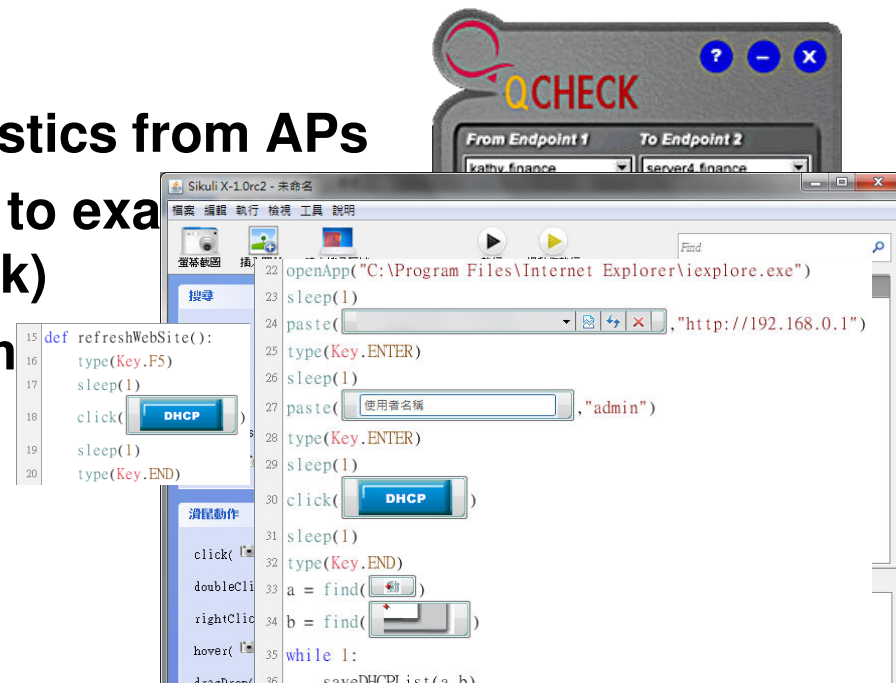 stics from APs
to exa
k)
QCHECK
From Endpoint 1 To Endpoint 2
kathy.finance server4.finance
Sikuli X-1.0rc2 - 未命名
檔案 編輯 執行 檢視 工具 說明
螢幕截圖
Find
搜尋
15 def refreshWebSite():
16 type(Key.F5)
17 sleep(1)
18 click( DHCP )
19 sleep(1)
20 type(Key.END)
滑鼠動作
click(
doubleCli
rightClic
hover(
dragDrop(
22 openApp("C:\Program Files\Internet Explorer\iexplore.exe")
23 sleep(1)
24 paste( ,"http://192.168.0.1")
25 type(Key.ENTER)
26 sleep(1)
27 paste( 使用者名稱 ,"admin")
28 type(Key.ENTER)
29 sleep(1)
30 click( DHCP )
31 sleep(1)
32 type(Key.END)
33 a = find( )
34 b = find( )
35 while 1:
36 saveDHCPList(a,b)